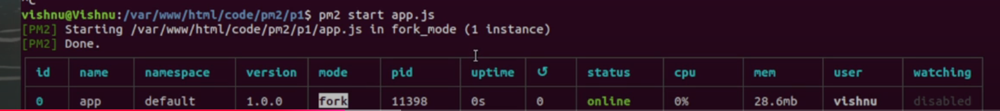 ^C
vishnu@Vishnu:/var/www/html/code/pm2/p1$ pm2 start app.js
[PM2] Starting /var/www/html/code/pm2/p1/app.js in fork_mode (1 instance)
[PM2] Done.
id name namespace version mode pid uptime ↺ status cpu mem user watching
0 app default 1.0.0 fork 11398 0s 0 online 0% 28.6mb vishnu disabled